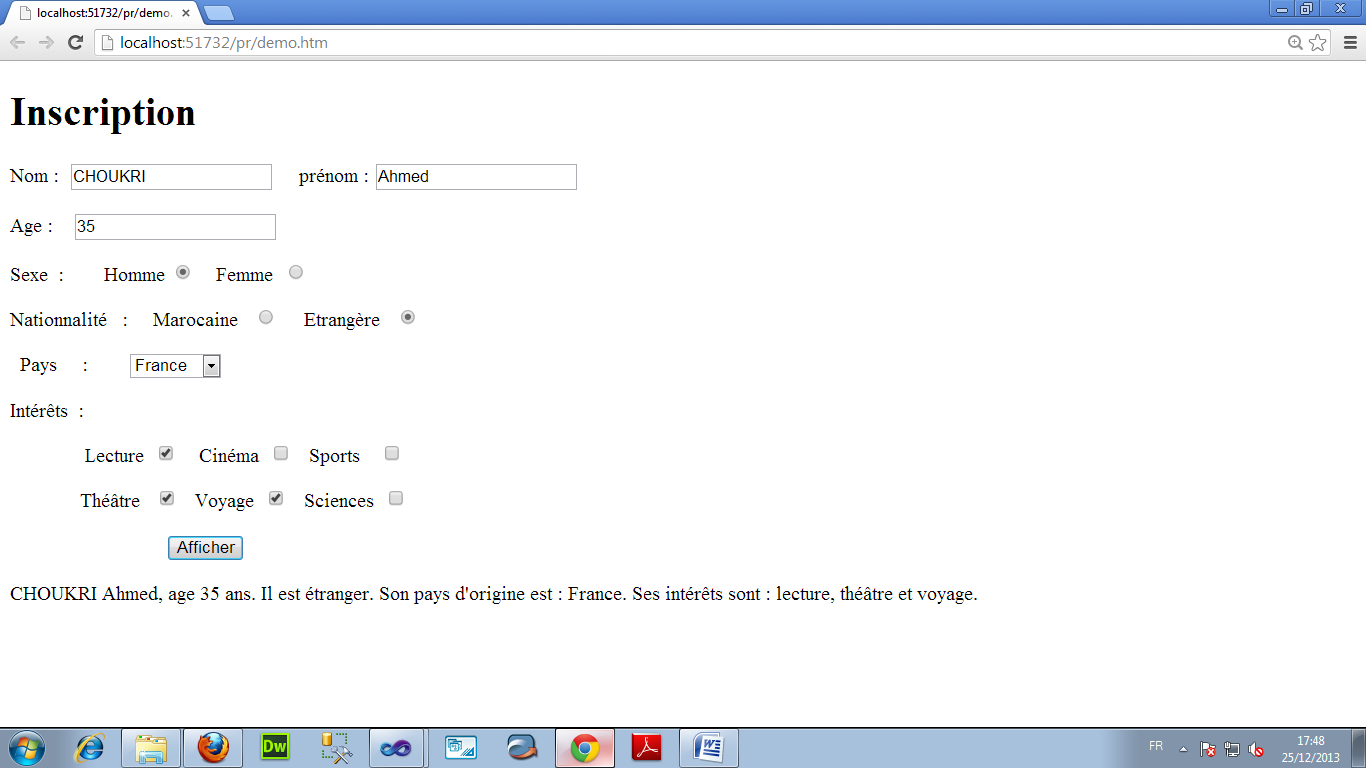 localhost:51732/pr/demo.
localhost:51732/pr/demo.htm
Inscription
Nom : CHOUKRI prénom : Ahmed
Age : 35
Sexe : Homme Femme
Nationnalité : Marocaine Etrangère
Pays : France
Intérêts :
Lecture Cinéma Sports
Théâtre Voyage Sciences
Afficher
CHOUKRI Ahmed, age 35 ans. Il est étranger. Son pays d'origine est : France. Ses intérêts sont : lecture, théâtre et voyage.
Dw
FR 17:48
25/12/2013